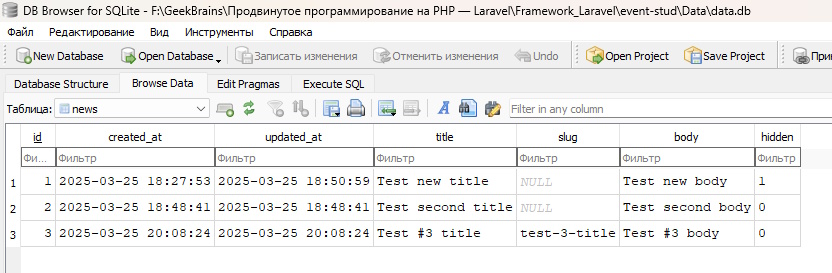 DB Browser for SQLite - F:\GeekBrains\Продвинутое программирование на PHP — Laravel\Framework_Laravel\event-stud\Data\data.db
Файл Редактирование Вид Инструменты Справка
New Database Open Database Записать изменения Отменить изменения Undo Open Project Save Project
Database Structure Browse Data Edit Pragmas Execute SQL
Таблица: news Filter in any column
id created_at updated_at title slug body hidden
Фи... Фильтр Фильтр Фильтр Фильтр Фильтр Фильтр
1 1 2025-03-25 18:27:53 2025-03-25 18:50:59 Test new title NULL Test new body 1
2 2 2025-03-25 18:48:41 2025-03-25 18:48:41 Test second title NULL Test second body 0
3 3 2025-03-25 20:08:24 2025-03-25 20:08:24 Test #3 title test-3-title Test #3 body 0